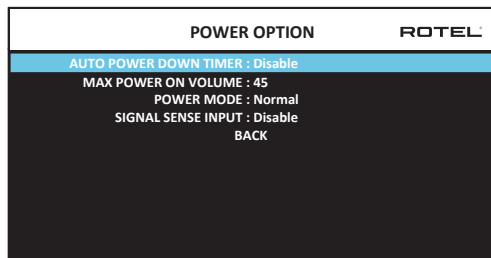 POWER OPTION ROTEL
AUTO POWER DOWN TIMER : Disable
MAX POWER ON VOLUME : 45
POWER MODE : Normal
SIGNAL SENSE INPUT : Disable
BACK